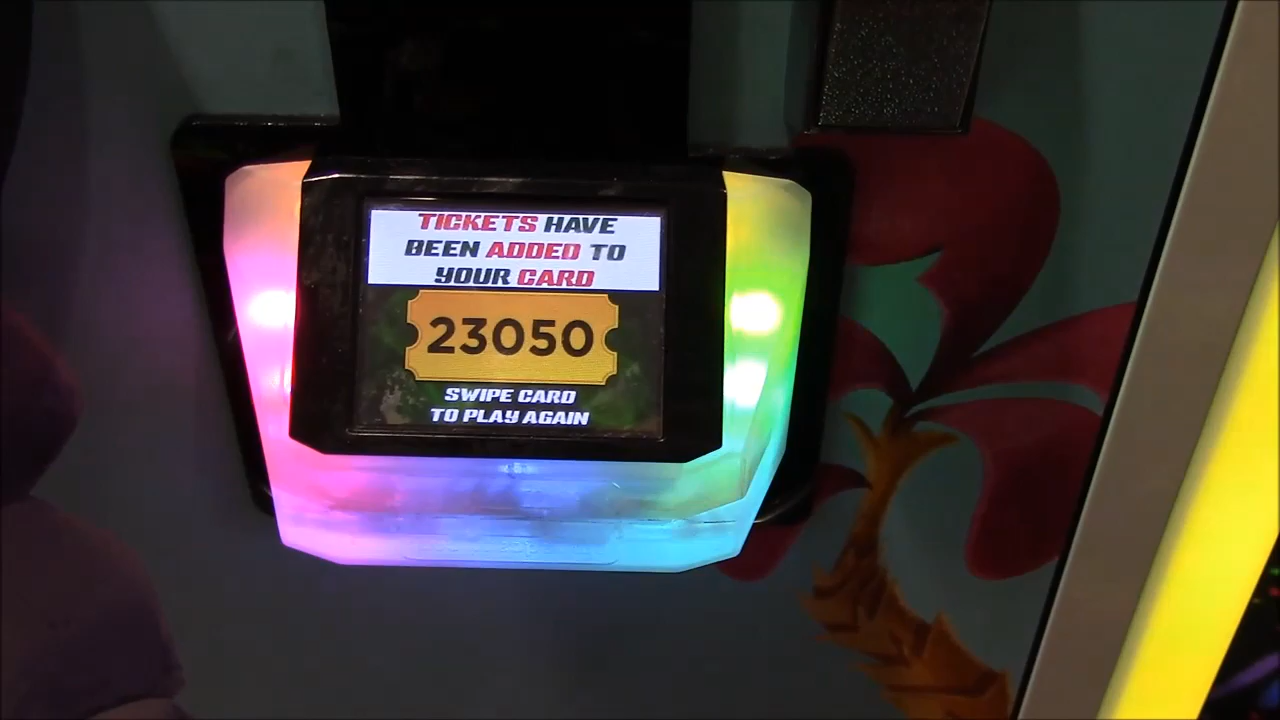 TICKETS HAVE
BEEN ADDED TO
YOUR CARD
23050
SWIPE CARD
TO PLAY AGAIN